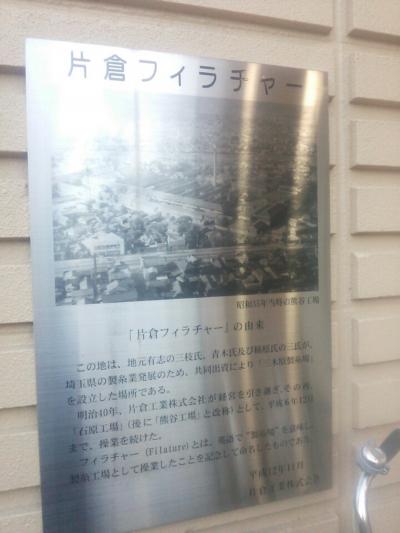 片倉フィラチャー
昭和35年当時の熊谷工場
「片倉フィラチャー」の由来
この地は、地元有志の三枝氏、青木氏及び柿原氏の三氏が、
埼玉県の製糸業発展のため、共同出資により「三木原製糸場」
を設立した場所である。
明治40年、片倉工業株式会社が経営を引き継ぎ、その後、
「石原工場」(後に「熊谷工場」と改称)として、平成6年12月
まで、操業を続けた。
フィラチャー(Filature)とは、英語で"製糸場"を意味し、
製糸工場として操業したことを記念して命名したものである。
平成12年11月
片倉工業株式会社